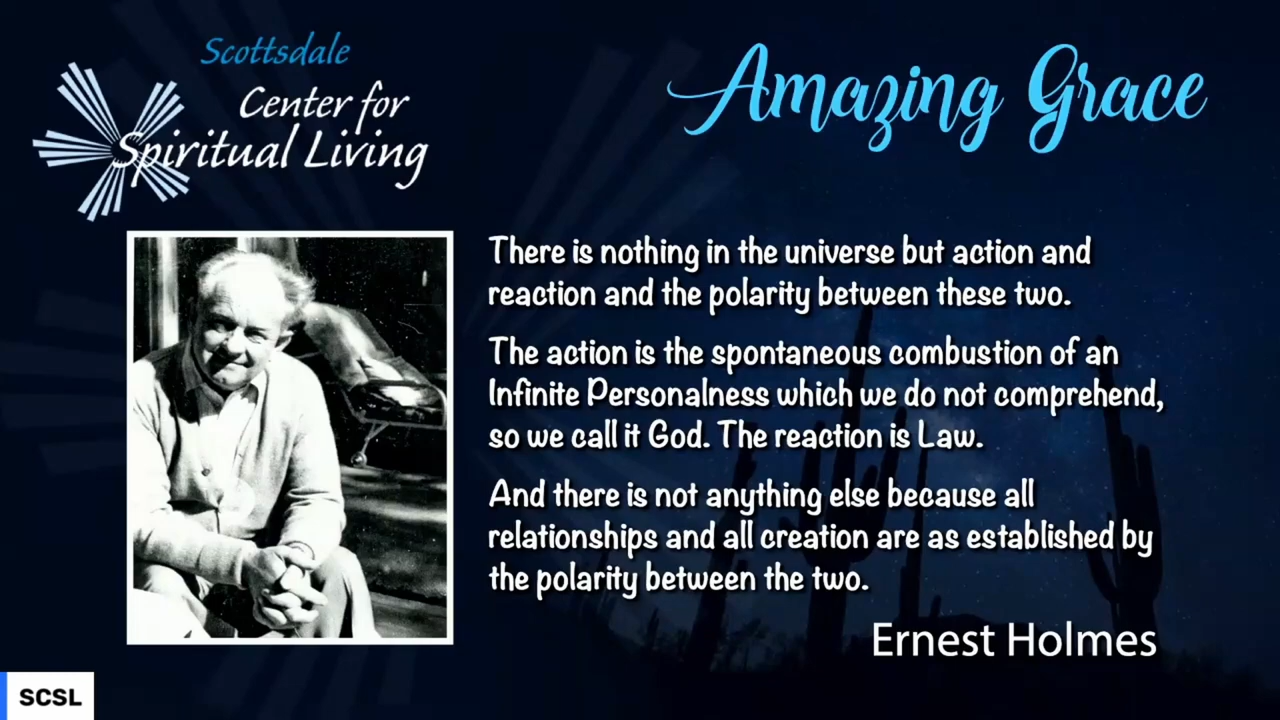 Scottsdale
Center for
Spiritual Living
Amazing Grace
There is nothing in the universe but action and
reaction and the polarity between these two.
The action is the spontaneous combustion of an
Infinite Personalness which we do not comprehend,
so we call it God. The reaction is Law.
And there is not anything else because all
relationships and all creation are as established by
the polarity between the two.
Ernest Holmes
SCSL